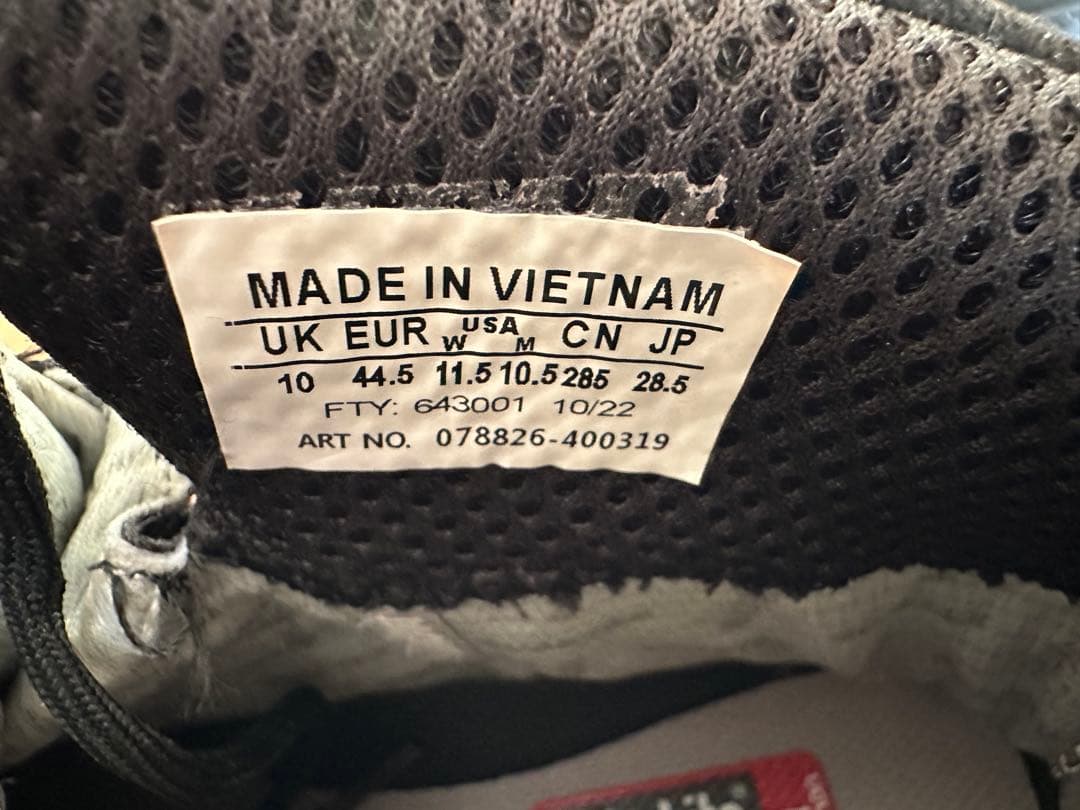 MADE IN VIETNAM
UK EUR W USA M CN JP
10 44.5 11.5 10.5 285 28.5
FTY: 643001 10/22
ART NO. 078826-400319